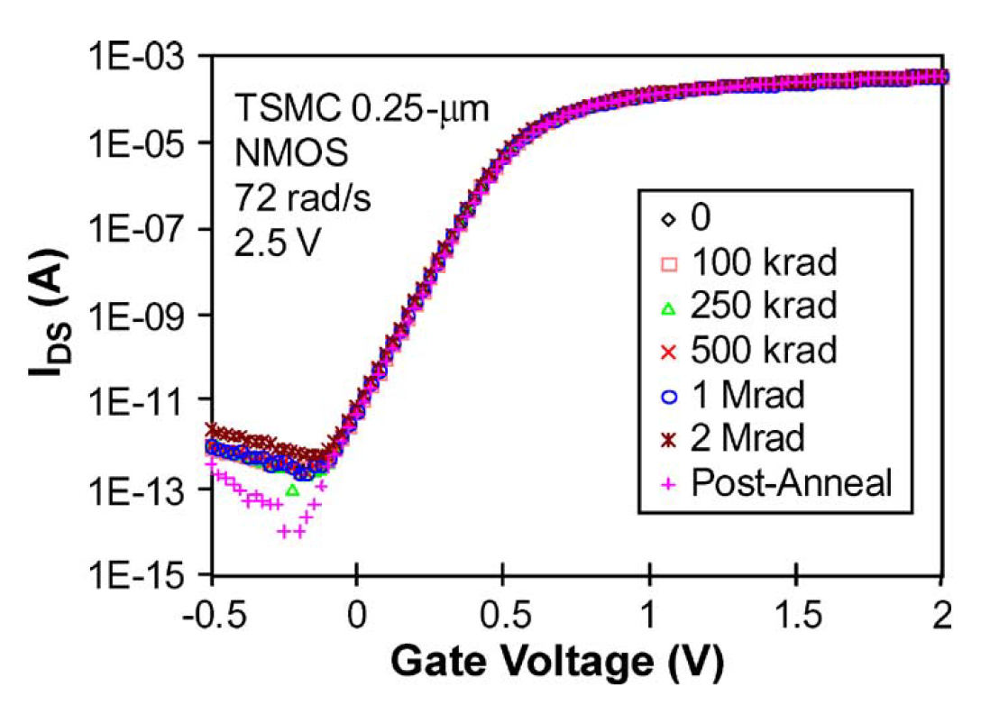 1E-03
1E-05
1E-07
1E-09
1E-11
1E-13
1E-15
I_DS (A)
TSMC 0.25-μm
NMOS
72 rad/s
2.5 V
0
100 krad
250 krad
500 krad
1 Mrad
2 Mrad
Post-Anneal
-0.5 0 0.5 1 1.5 2
Gate Voltage (V)